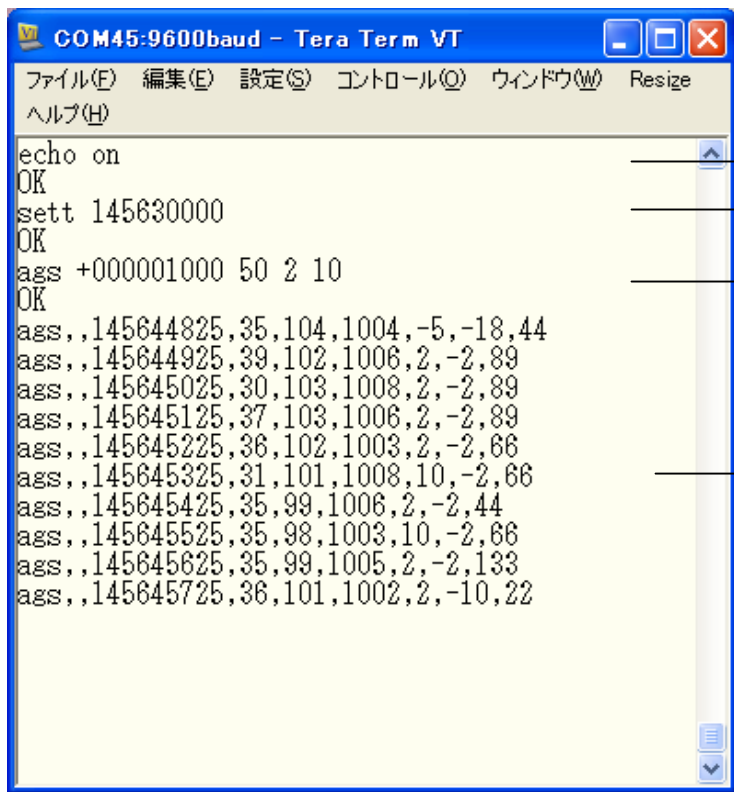 COM45:9600baud - Tera Term VT
ファイル(F) 編集(E) 設定(S) コントロール(O) ウィンドウ(W) Resize
ヘルプ(H)
echo on
OK
sett 145630000
OK
ags +000001000 50 2 10
OK
ags,,145644825,35,104,1004,-5,-18,44
ags,,145644925,39,102,1006,2,-2,89
ags,,145645025,30,103,1008,2,-2,89
ags,,145645125,37,103,1006,2,-2,89
ags,,145645225,36,102,1003,2,-2,66
ags,,145645325,31,101,1008,10,-2,66
ags,,145645425,35,99,1006,2,-2,44
ags,,145645525,35,98,1003,10,-2,66
ags,,145645625,35,99,1005,2,-2,133
ags,,145645725,36,101,1002,2,-10,22